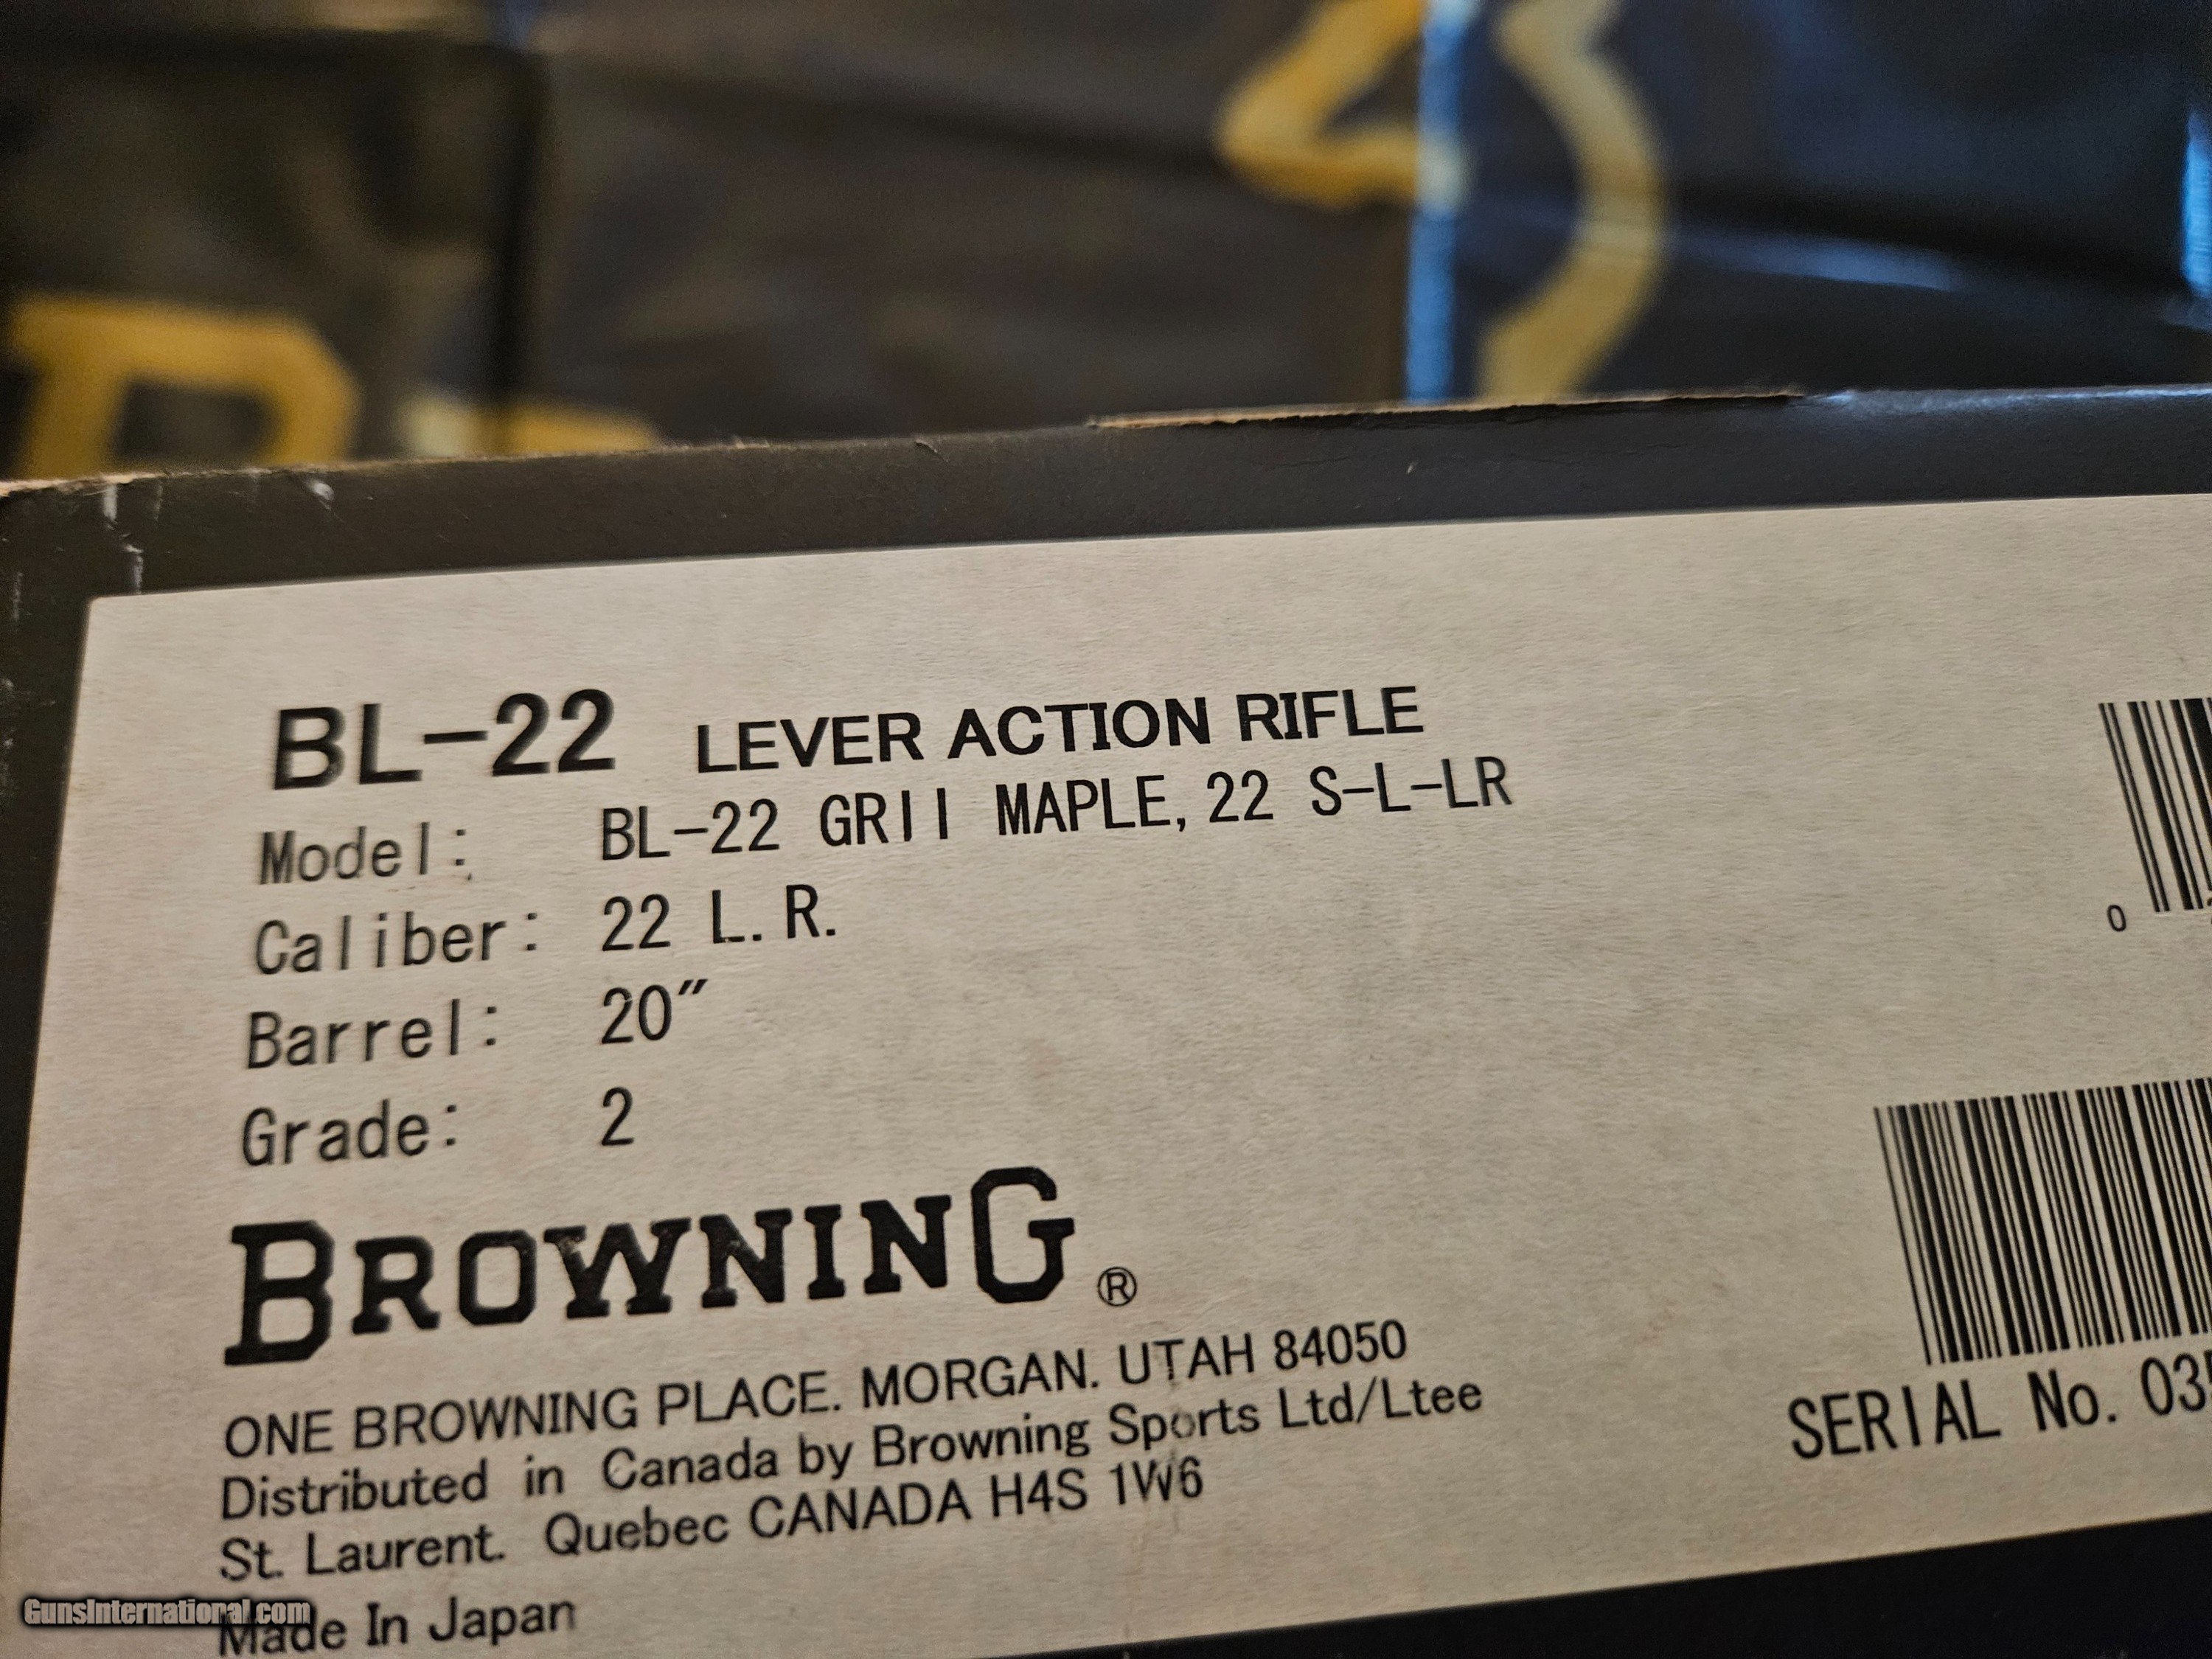 BL-22 LEVER ACTION RIFLE
Model: BL-22 GRII MAPLE, 22 S-L-LR
Caliber: 22 L. R.
Barrel: 20"
Grade: 2
BROWNING®
ONE BROWNING PLACE. MORGAN. UTAH 84050
Distributed in Canada by Browning Sports Ltd/Ltee
St. Laurent. Quebec CANADA H4S 1W6
Made In Japan
0
SERIAL No. 03
GunsInternational.com